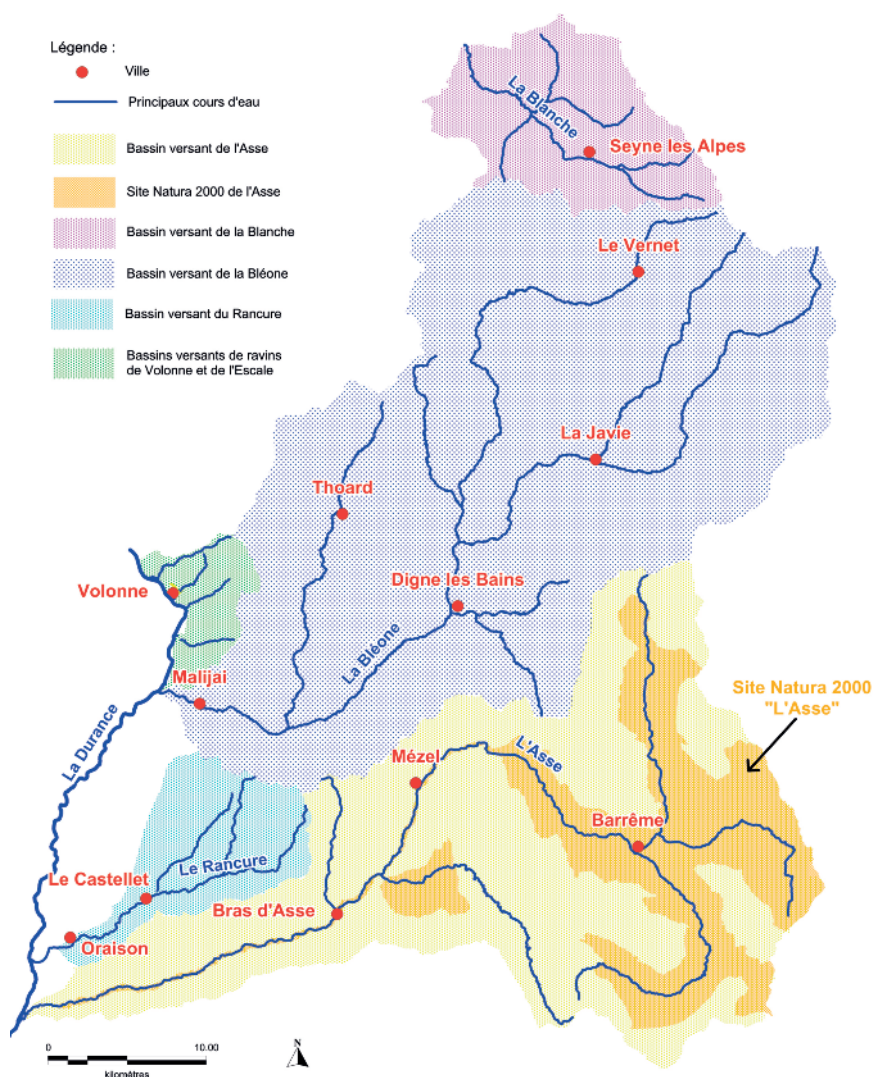 Légende :
Ville
Principaux cours d'eau
Bassin versant de l'Asse
Site Natura 2000 de l'Asse
Bassin versant de la Blanche
Bassin versant de la Bléone
Bassin versant du Rancure
Bassins versants de ravins
de Volonne et de l'Escale
La Blanche
Seyne les Alpes
Le Vernet
La Javie
Thoard
Digne les Bains
Volonne
La Bléone
Malijai
La Durance
Site Natura 2000
"L'Asse"
L'Asse
Mézel
Barrême
Le Rancure
Le Castellet
Bras d'Asse
Oraison
0 10.00
kilomètres
N